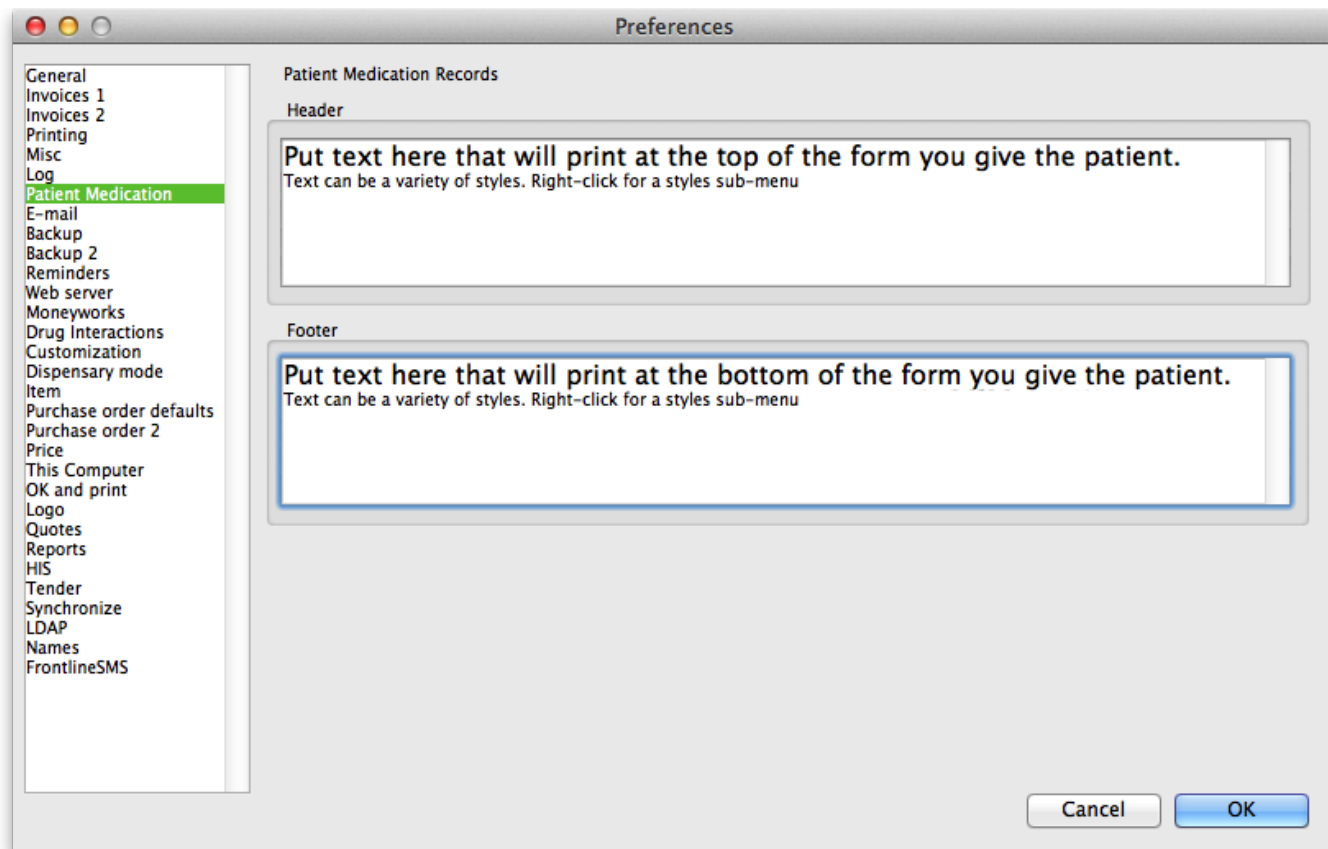 Preferences
General
Invoices 1
Invoices 2
Printing
Misc
Log
Patient Medication
E-mail
Backup
Backup 2
Reminders
Web server
Moneyworks
Drug Interactions
Customization
Dispensary mode
Item
Purchase order defaults
Purchase order 2
Price
This Computer
OK and print
Logo
Quotes
Reports
HIS
Tender
Synchronize
LDAP
Names
FrontlineSMS
Patient Medication Records
Header
Put text here that will print at the top of the form you give the patient.
Text can be a variety of styles. Right-click for a styles sub-menu
Footer
Put text here that will print at the bottom of the form you give the patient.
Text can be a variety of styles. Right-click for a styles sub-menu
Cancel
OK